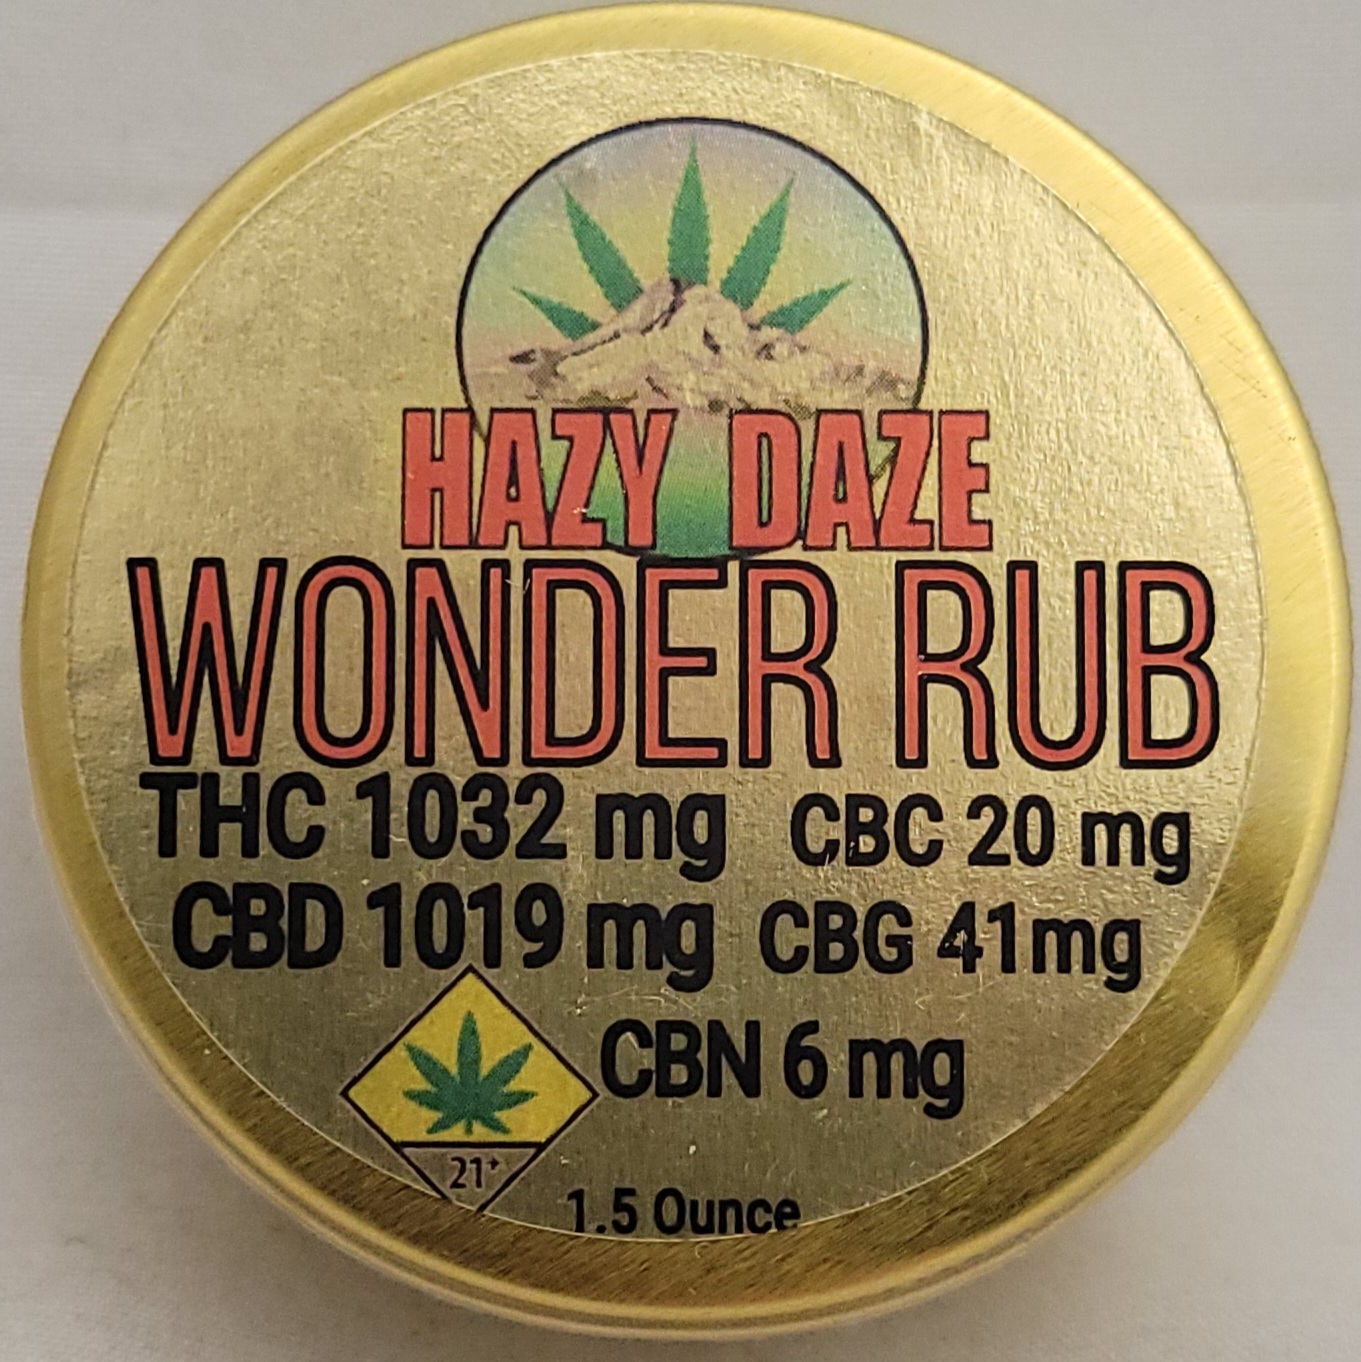 HAZY DAZE
WONDER RUB
THC 1032 mg CBC 20 mg
CBD 1019 mg CBG 41mg
CBN 6 mg
21+
1.5 Ounce